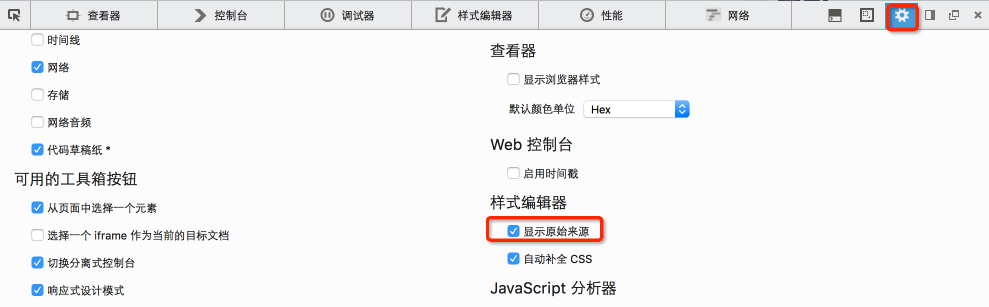 查看器 控制台 调试器 样式编辑器 性能 网络
时间线
网络
存储
网络音频
代码草稿纸 *
可用的工具箱按钮
从页面中选择一个元素
选择一个 iframe 作为当前的目标文档
切换分离式控制台
响应式设计模式
查看器
显示浏览器样式
默认颜色单位 Hex
Web 控制台
启用时间戳
样式编辑器
显示原始来源
自动补全 CSS
JavaScript 分析器